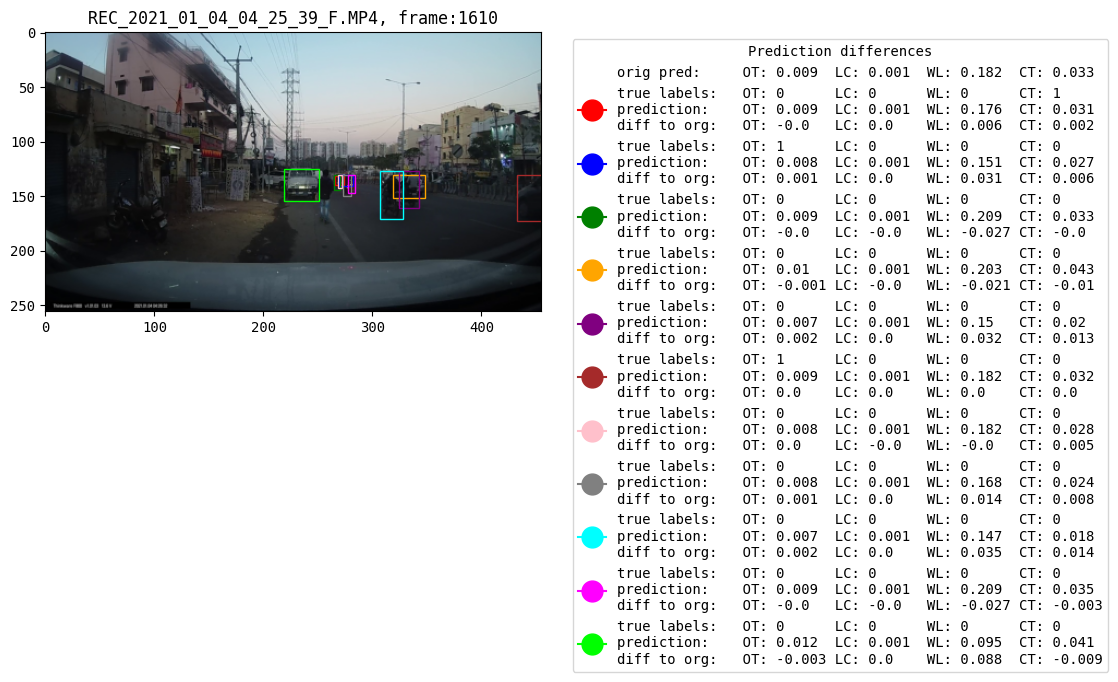 REC_2021_01_04_04_25_39_F.MP4, frame:1610
0
50
100
150
200
250
0
100
200
300
400
Prediction differences
orig pred: OT: 0.009 LC: 0.001 WL: 0.182 CT: 0.033
true labels: OT: 0 LC: 0 WL: 0 CT: 1
prediction: OT: 0.009 LC: 0.001 WL: 0.176 CT: 0.031
diff to org: OT: -0.0 LC: 0.0 WL: 0.006 CT: 0.002
true labels: OT: 1 LC: 0 WL: 0 CT: 0
prediction: OT: 0.008 LC: 0.001 WL: 0.151 CT: 0.027
diff to org: OT: 0.001 LC: 0.0 WL: 0.031 CT: 0.006
true labels: OT: 0 LC: 0 WL: 0 CT: 0
prediction: OT: 0.009 LC: 0.001 WL: 0.209 CT: 0.033
diff to org: OT: -0.0 LC: -0.0 WL: -0.027 CT: -0.0
true labels: OT: 0 LC: 0 WL: 0 CT: 0
prediction: OT: 0.01 LC: 0.001 WL: 0.203 CT: 0.043
diff to org: OT: -0.001 LC: -0.0 WL: -0.021 CT: -0.01
true labels: OT: 0 LC: 0 WL: 0 CT: 0
prediction: OT: 0.007 LC: 0.001 WL: 0.15 CT: 0.02
diff to org: OT: 0.002 LC: 0.0 WL: 0.032 CT: 0.013
true labels: OT: 1 LC: 0 WL: 0 CT: 0
prediction: OT: 0.009 LC: 0.001 WL: 0.182 CT: 0.032
diff to org: OT: 0.0 LC: 0.0 WL: 0.0 CT: 0.0
true labels: OT: 0 LC: 0 WL: 0 CT: 0
prediction: OT: 0.008 LC: 0.001 WL: 0.182 CT: 0.028
diff to org: OT: 0.0 LC: -0.0 WL: -0.0 CT: 0.005
true labels: OT: 0 LC: 0 WL: 0 CT: 0
prediction: OT: 0.008 LC: 0.001 WL: 0.168 CT: 0.024
diff to org: OT: 0.001 LC: 0.0 WL: 0.014 CT: 0.008
true labels: OT: 0 LC: 0 WL: 0 CT: 0
prediction: OT: 0.007 LC: 0.001 WL: 0.147 CT: 0.018
diff to org: OT: 0.002 LC: 0.0 WL: 0.035 CT: 0.014
true labels: OT: 0 LC: 0 WL: 0 CT: 0
prediction: OT: 0.009 LC: 0.001 WL: 0.209 CT: 0.035
diff to org: OT: -0.0 LC: -0.0 WL: -0.027 CT: -0.003
true labels: OT: 0 LC: 0 WL: 0 CT: 0
prediction: OT: 0.012 LC: 0.001 WL: 0.095 CT: 0.041
diff to org: OT: -0.003 LC: 0.0 WL: 0.088 CT: -0.009